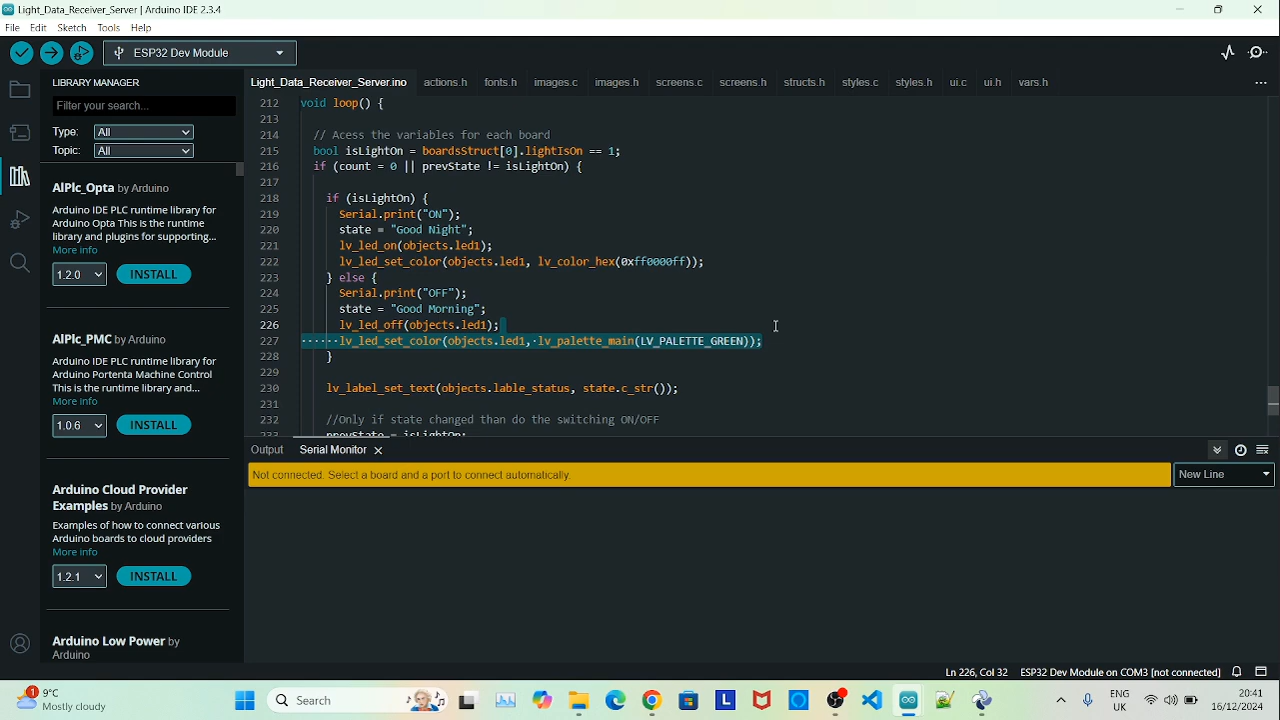 Light_Data_Receiver_Server | Arduino IDE 2.3.4
File Edit Sketch Tools Help
ESP32 Dev Module
LIBRARY MANAGER
Filter your search...
Type: All
Topic: All
AIPlc_Opta by Arduino
Arduino IDE PLC runtime library for
Arduino Opta This is the runtime
library and plugins for supporting...
More info
1.2.0 INSTALL
AIPlc_PMC by Arduino
Arduino IDE PLC runtime library for
Arduino Portenta Machine Control
This is the runtime library and...
More info
1.0.6 INSTALL
Arduino Cloud Provider
Examples by Arduino
Examples of how to connect various
Arduino boards to cloud providers
More info
1.2.1 INSTALL
Arduino Low Power by
Arduino
Light_Data_Receiver_Server.ino actions.h fonts.h images.c images.h screens.c screens.h structs.h styles.c styles.h ui.c ui.h vars.h
212 void loop() {
213
214 // Acess the variables for each board
215 bool isLightOn = boardsStruct[0].lightIsOn == 1;
216 if (count = 0 || prevState != isLightOn) {
217
218 if (isLightOn) {
219 Serial.print("ON");
220 state = "Good Night";
221 lv_led_on(objects.led1);
222 lv_led_set_color(objects.led1, lv_color_hex(0xff0000ff));
223 } else {
224 Serial.print("OFF");
225 state = "Good Morning";
226 lv_led_off(objects.led1);
227 ······lv_led_set_color(objects.led1,·lv_palette_main(LV_PALETTE_GREEN));
228 }
229
230 lv_label_set_text(objects.lable_status, state.c_str());
231
232 //Only if state changed than do the switching ON/OFF
233 prevState = isLightOn;
Output Serial Monitor
Not connected. Select a board and a port to connect automatically.
New Line
Ln 226, Col 32 ESP32 Dev Module on COM3 [not connected]
1
9°C
Mostly cloudy
Search
ENG
UK
20:41
16/12/2024